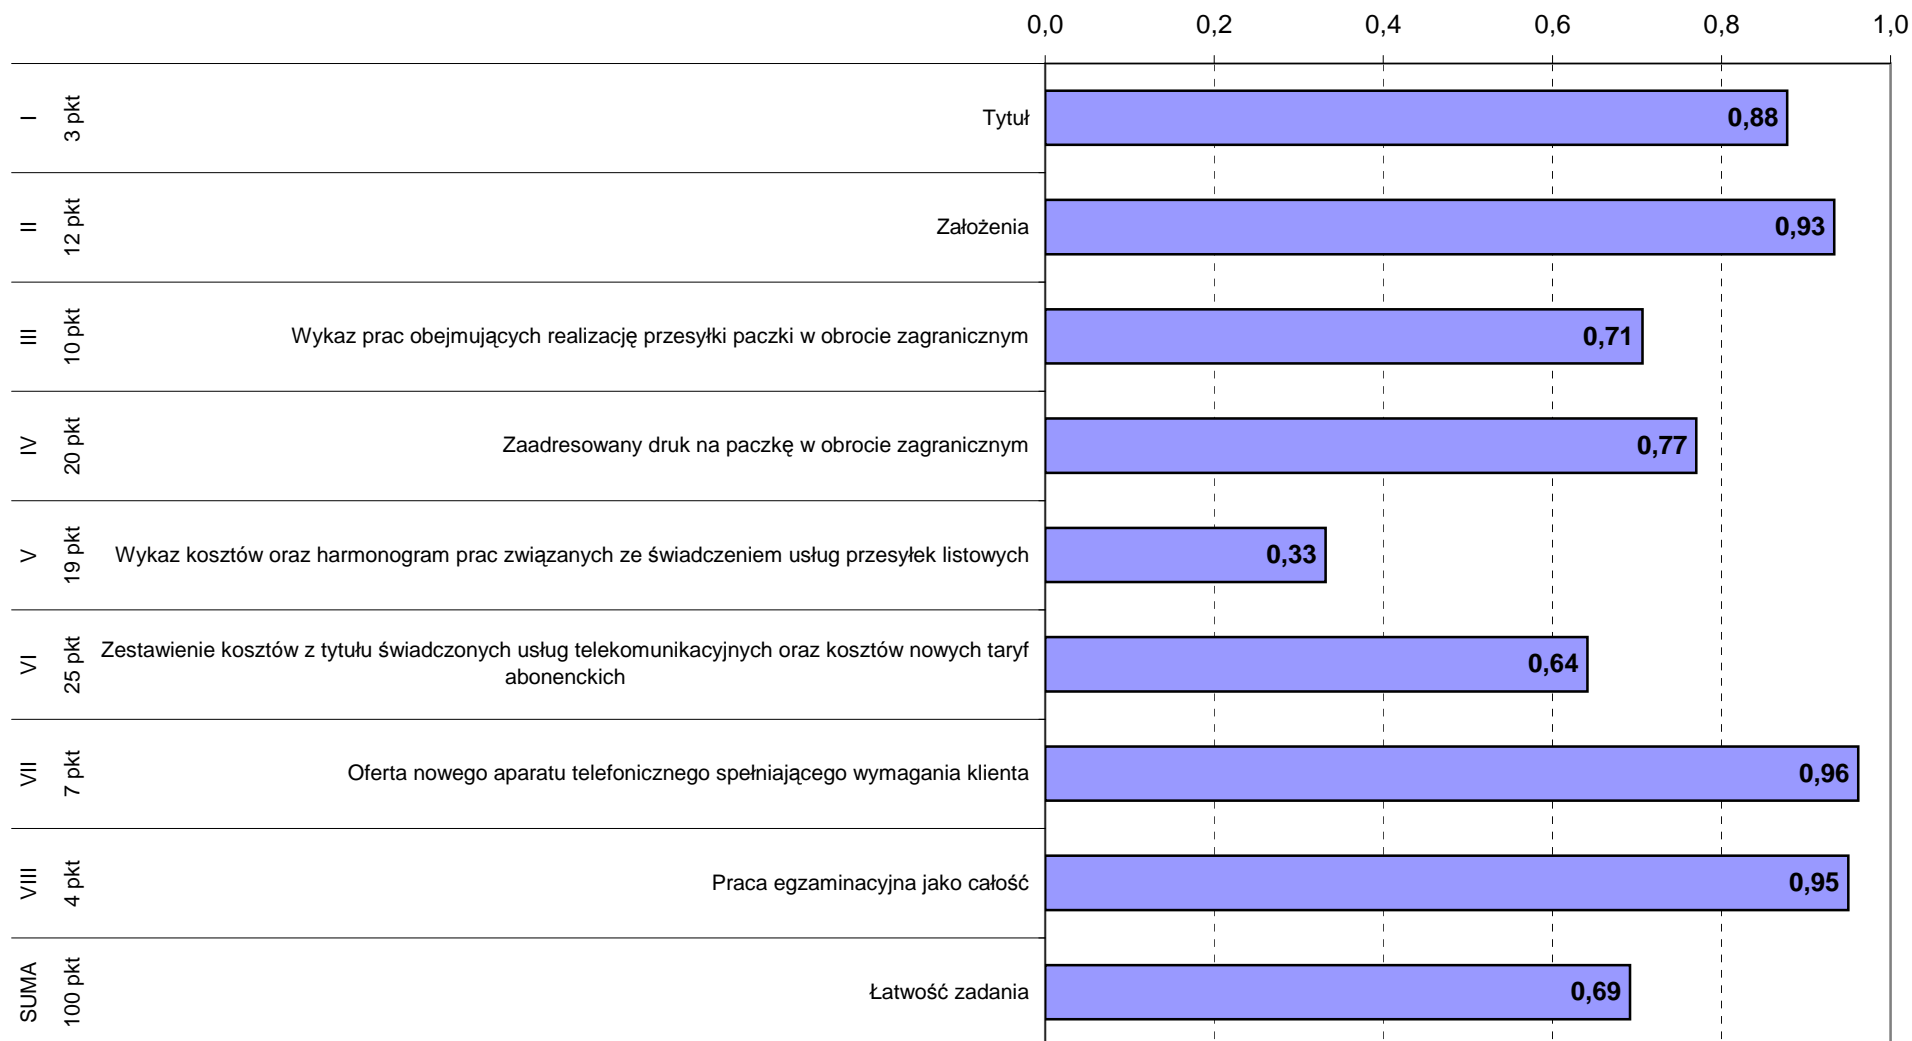 0,0 0,2 0,4 0,6 0,8 1,0
I 3 pkt Tytuł 0,88
II 12 pkt Założenia 0,93
III 10 pkt Wykaz prac obejmujących realizację przesyłki paczki w obrocie zagranicznym 0,71
IV 20 pkt Zaadresowany druk na paczkę w obrocie zagranicznym 0,77
V 19 pkt Wykaz kosztów oraz harmonogram prac związanych ze świadczeniem usług przesyłek listowych 0,33
VI 25 pkt Zestawienie kosztów z tytułu świadczonych usług telekomunikacyjnych oraz kosztów nowych taryf
abonenckich 0,64
VII 7 pkt Oferta nowego aparatu telefonicznego spełniającego wymagania klienta 0,96
VIII 4 pkt Praca egzaminacyjna jako całość 0,95
SUMA 100 pkt Łatwość zadania 0,69